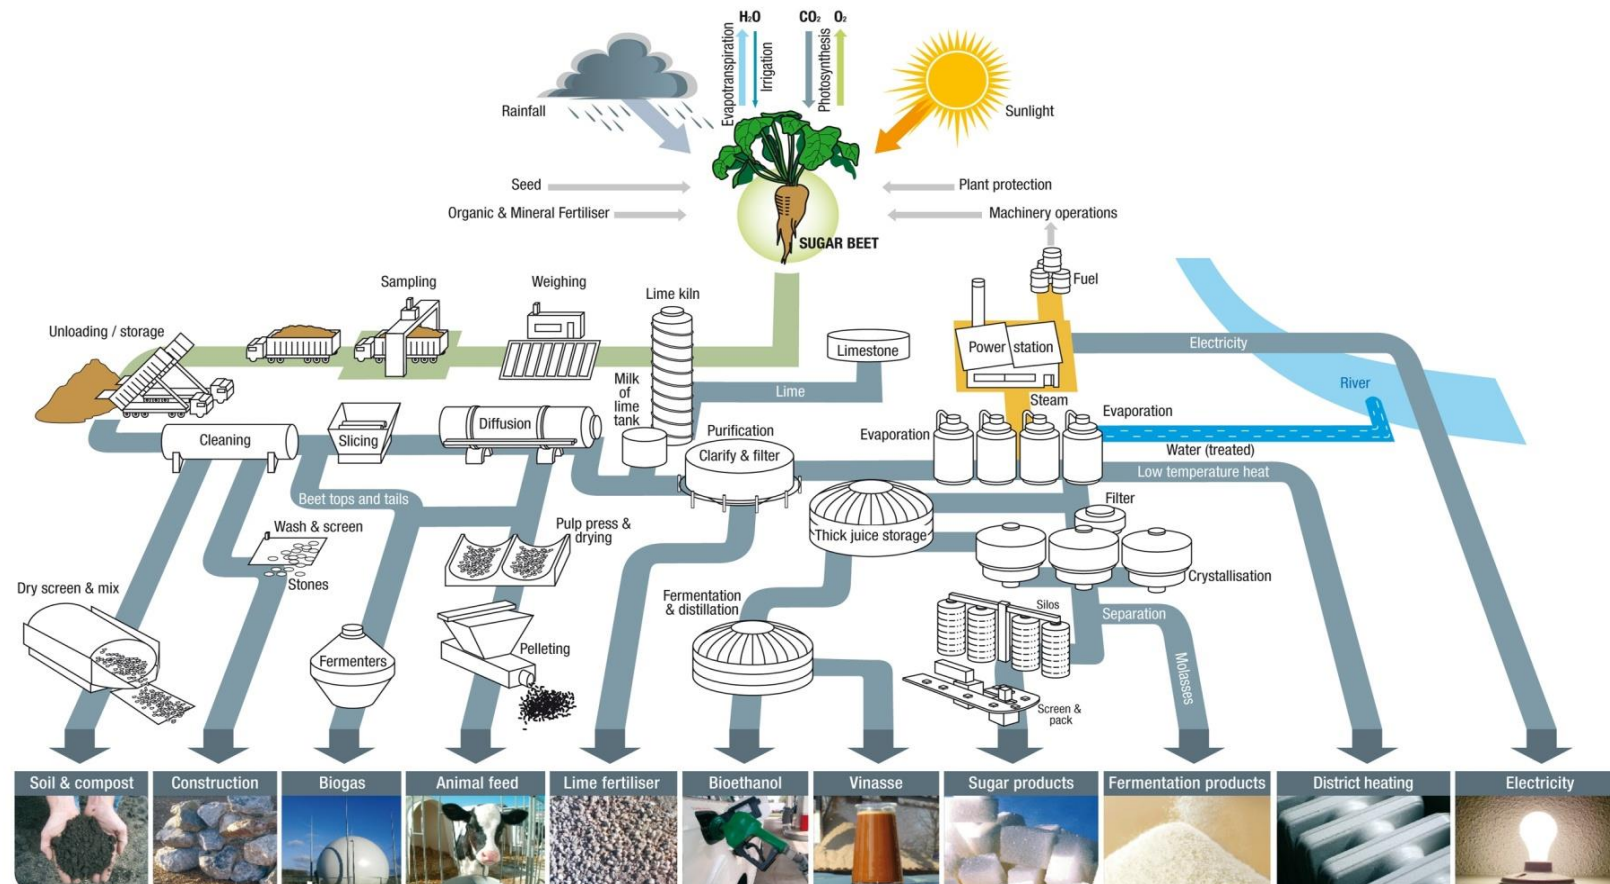 H₂O
CO₂ O₂
Evapotranspiration
Irrigation
Photosynthesis
Rainfall
Sunlight
Seed
Plant protection
Organic & Mineral Fertiliser
Machinery operations
SUGAR BEET
Fuel
Sampling
Weighing
Lime kiln
Unloading / storage
Limestone
Power station
Electricity
River
Milk
of
lime
tank
Lime
Steam
Evaporation
Cleaning
Slicing
Diffusion
Purification
Clarify & filter
Evaporation
Water (treated)
Low temperature heat
Beet tops and tails
Filter
Wash & screen
Pulp press &
drying
Thick juice storage
Stones
Crystallisation
Dry screen & mix
Fermentation
& distillation
Silos
Separation
Fermenters
Pelleting
Molasses
Screen &
pack
Soil & compost
Construction
Biogas
Animal feed
Lime fertiliser
Bioethanol
Vinasse
Sugar products
Fermentation products
District heating
Electricity